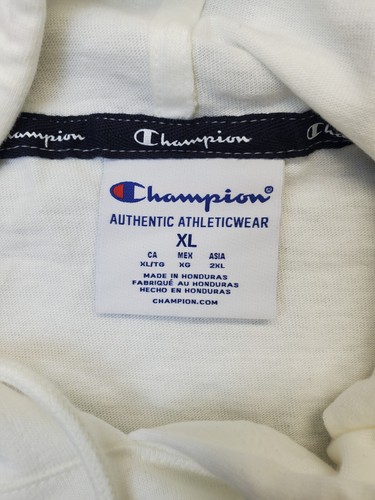 Champion
Champion
Champion®
AUTHENTIC ATHLETICWEAR
XL
CA MEX ASIA
XL/TG XG 2XL
MADE IN HONDURAS
FABRIQUÉ AU HONDURAS
HECHO EN HONDURAS
CHAMPION.COM